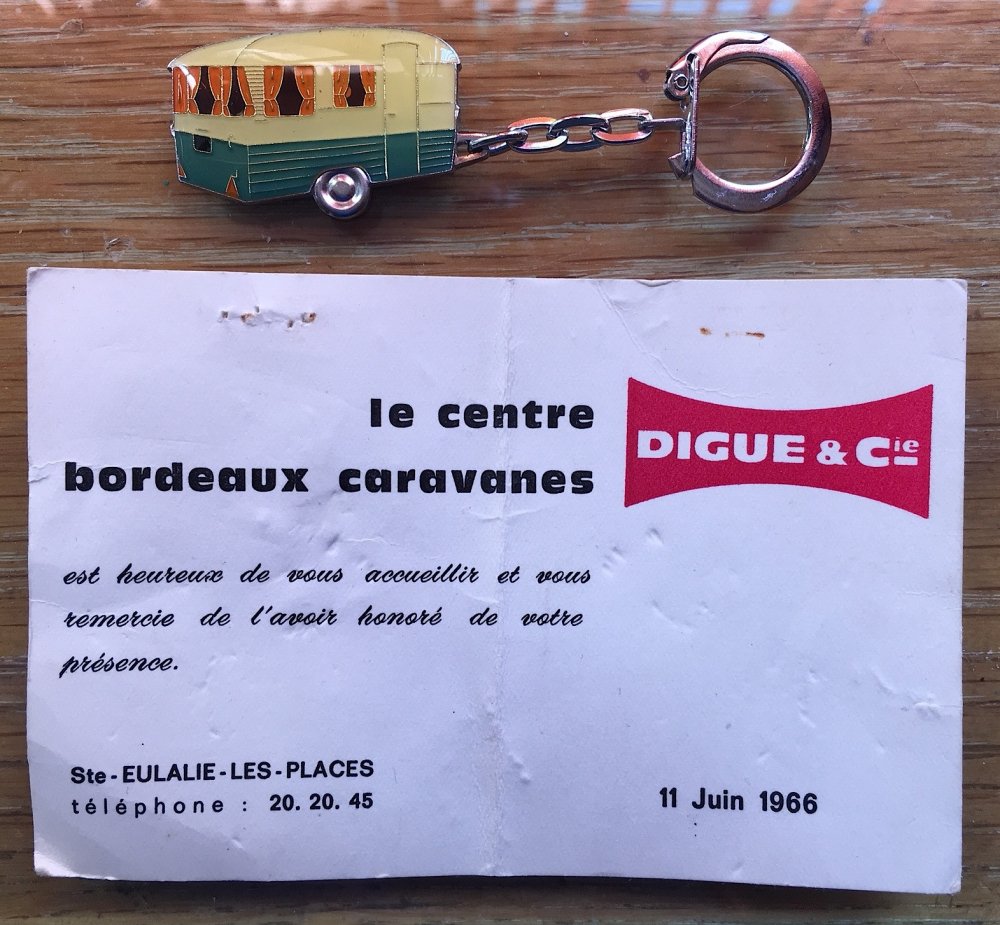 le centre
bordeaux caravanes
DIGUE & Cie
est heureux de vous accueillir et vous
remercie de l'avoir honoré de votre
présence.
Ste-EULALIE-LES-PLACES
téléphone : 20. 20. 45
11 Juin 1966